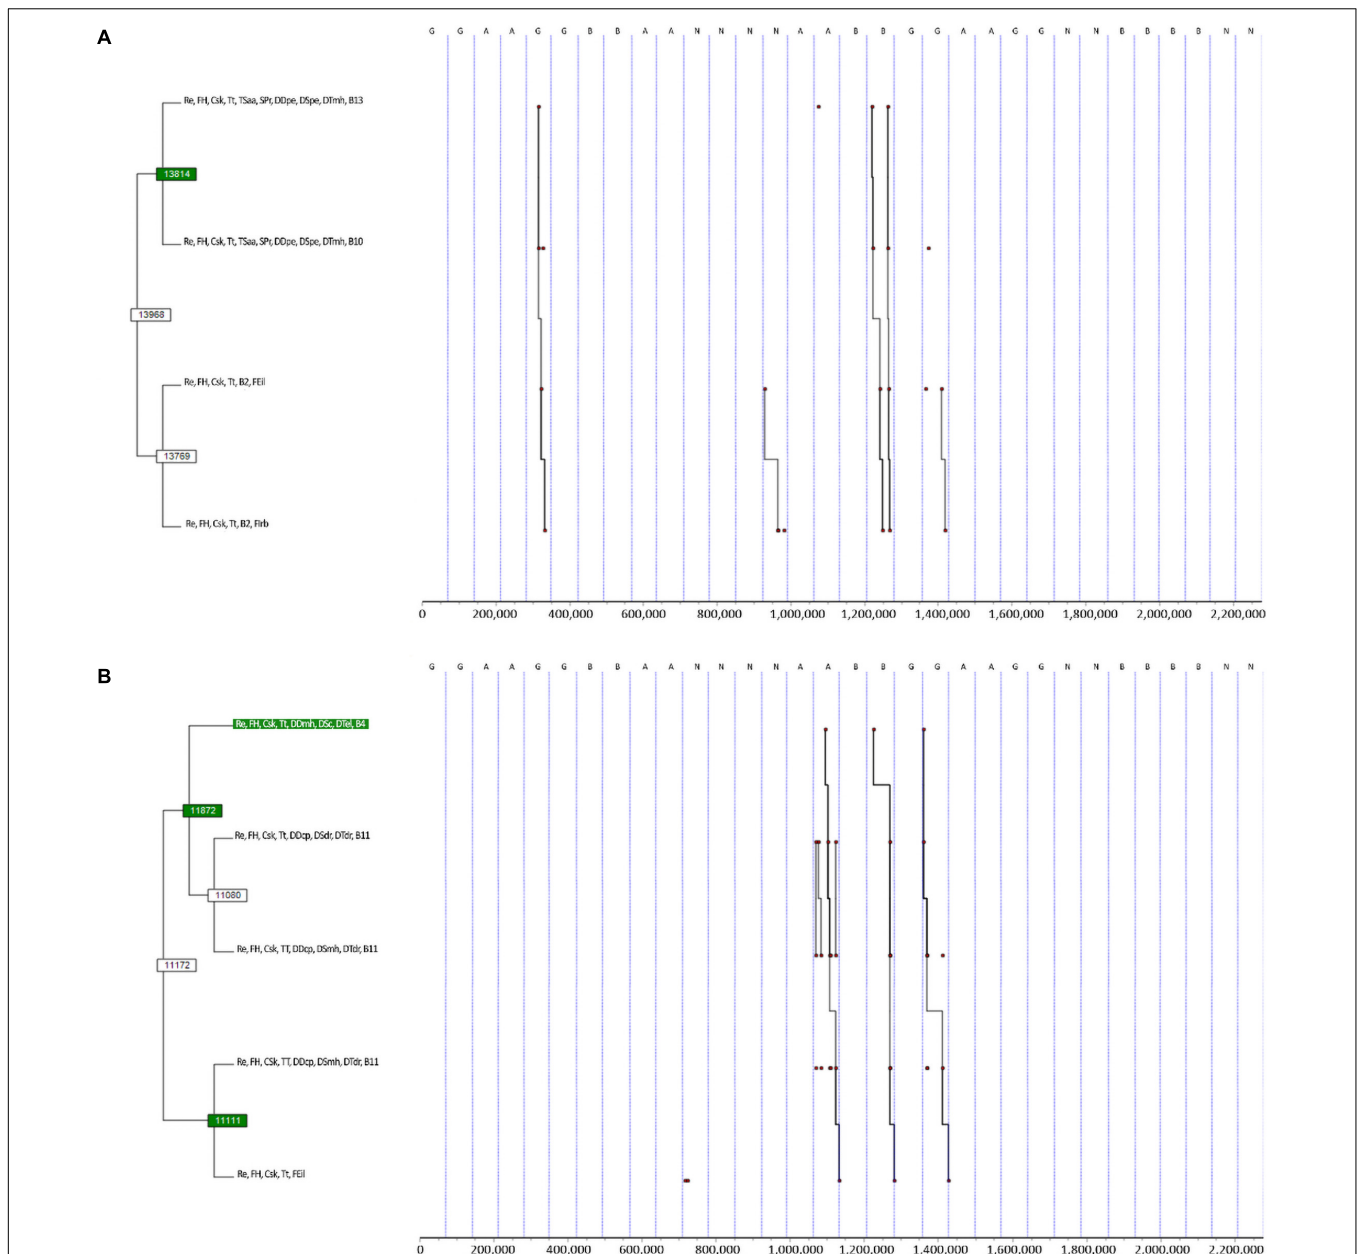 A
G G A A G G B B A A N N N N A A B B G G A A G G N N B B B B N N
Re, FH, Csk, Tt, TSaa, SPr, DDpe, DSpe, DTmh, B13
13814
Re, FH, Csk, Tt, TSaa, SPr, DDpe, DSpe, DTmh, B10
13968
Re, FH, Csk, Tt, B2, FEil
13769
Re, FH, Csk, Tt, B2, FIrb
0 200,000 400,000 600,000 800,000 1,000,000 1,200,000 1,400,000 1,600,000 1,800,000 2,000,000 2,200,000
B
G G A A G G B B A A N N N N A A B B G G A A G G N N B B B B N N
Re, FH, Csk, Tt, DDmh, DSc, DTel, B4
11872
Re, FH, Csk, Tt, DDcp, DSdr, DTdr, B11
11080
Re, FH, Csk, TT, DDcp, DSmh, DTdr, B11
11172
Re, FH, CSk, TT, DDcp, DSmh, DTdr, B11
11111
Re, FH, Csk, Tt, FEil
0 200,000 400,000 600,000 800,000 1,000,000 1,200,000 1,400,000 1,600,000 1,800,000 2,000,000 2,200,000